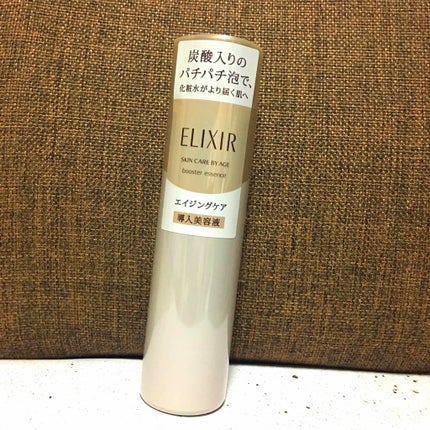 炭酸入りの
パチパチ泡で、
化粧水がより届く肌へ
ELIXIR
SKIN CARE BY AGE
booster essence
エイジングケア
導入美容液